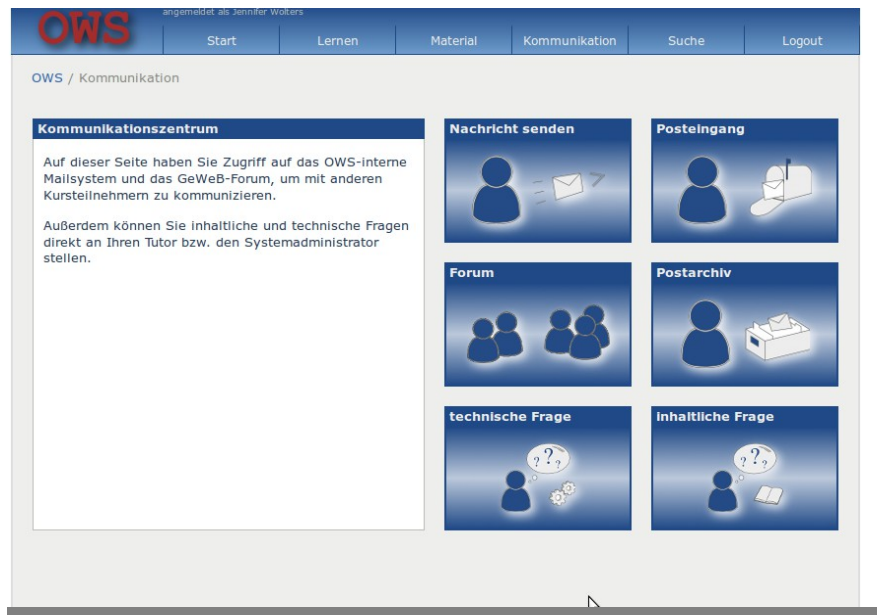 OWS
angemeldet als Jennifer Wolters
Start
Lernen
Material
Kommunikation
Suche
Logout
OWS / Kommunikation
Kommunikationszentrum
Auf dieser Seite haben Sie Zugriff auf das OWS-interne
Mailsystem und das GeWeB-Forum, um mit anderen
Kursteilnehmern zu kommunizieren.
Außerdem können Sie inhaltliche und technische Fragen
direkt an Ihren Tutor bzw. den Systemadministrator
stellen.
Nachricht senden
Posteingang
Forum
Postarchiv
technische Frage
???
inhaltliche Frage
???